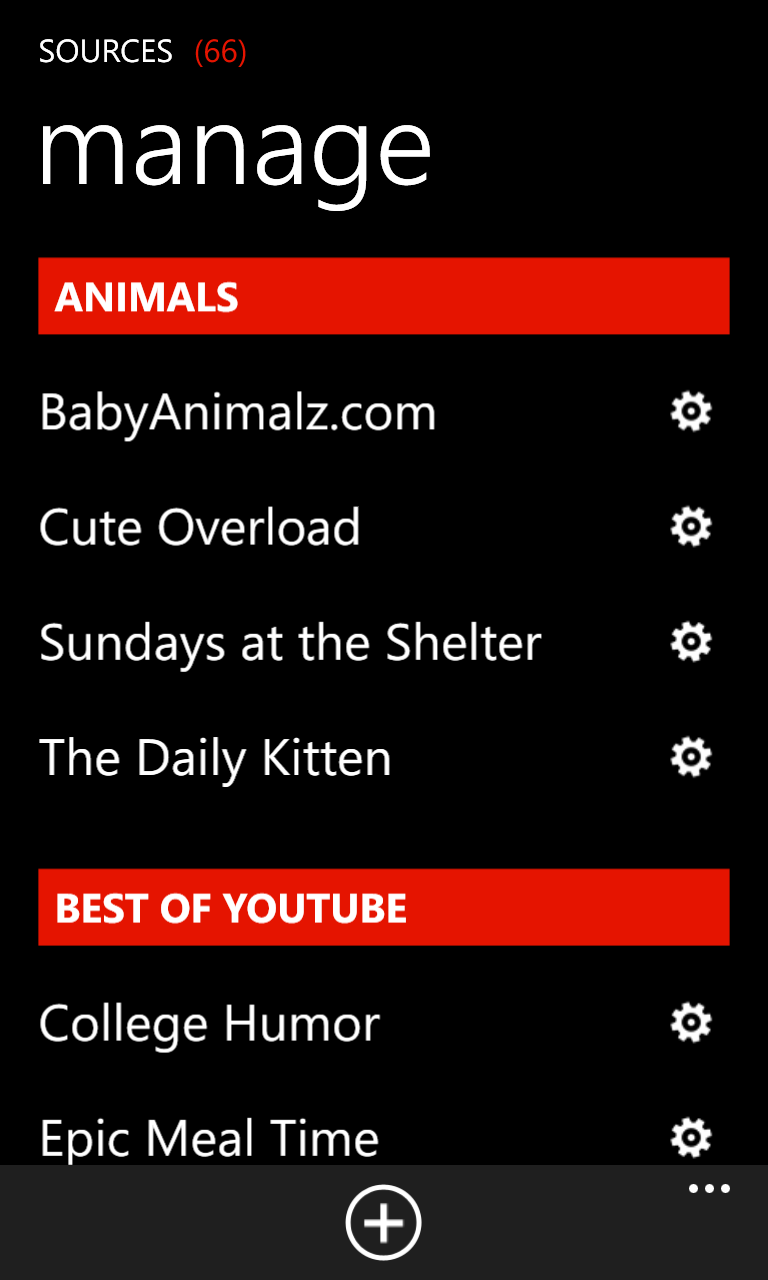 SOURCES (66)
manage
ANIMALS
BabyAnimalz.com
Cute Overload
Sundays at the Shelter
The Daily Kitten
BEST OF YOUTUBE
College Humor
Epic Meal Time